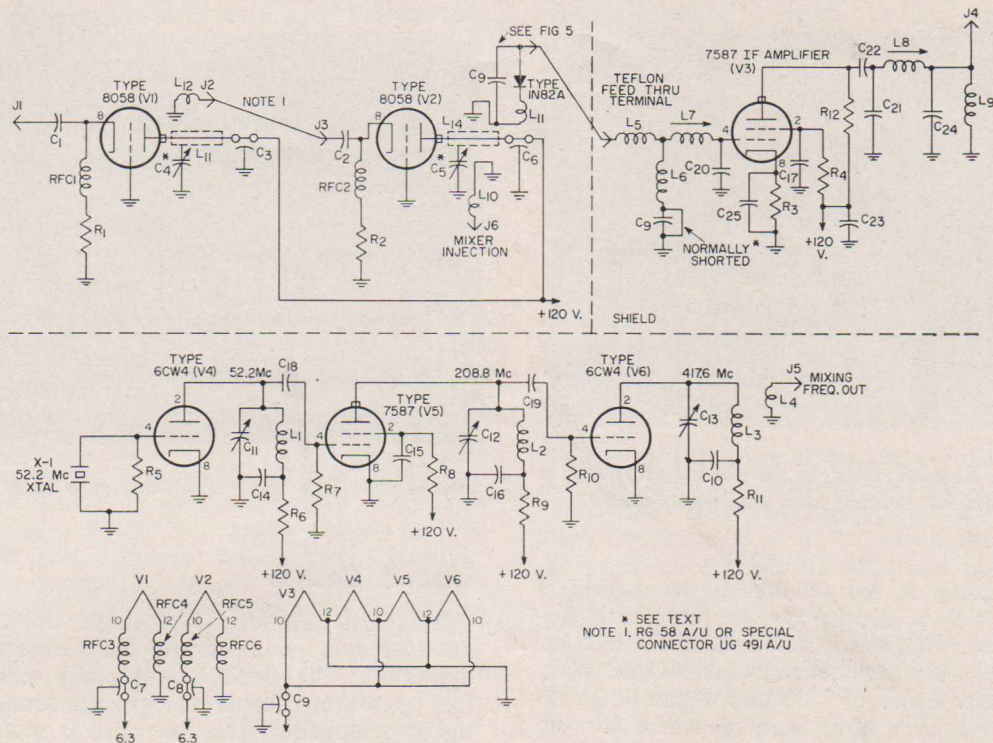 J1
C1
RFC1
R1
TYPE
8058 (V1)
8
C4
*
L11
C3
L12
J2
NOTE 1
J3
C2
RFC2
R2
TYPE
8058 (V2)
8
L14
C5
*
C6
L10
J6
MIXER
INJECTION
SEE FIG 5
C9
TYPE
IN82A
L11
+120 V.
TEFLON
FEED THRU
TERMINAL
L5
L7
L6
C9
NORMALLY *
SHORTED
C20
7587 IF AMPLIFIER
(V3)
4
2
8
C25
R3
C17
R4
R12
+120
V.
C23
C22
L8
C21
C24
J4
L9
SHIELD
X-1
52.2 Mc
XTAL
R5
TYPE
6CW4 (V4)
2
4
8
52.2Mc
C11
L1
C14
R6
+120 V.
C18
R7
TYPE
7587 (V5)
4
2
8
C15
R8
+120 V.
208.8 Mc
C12
L2
C16
R9
+120 V.
C19
R10
TYPE
6CW4 (V6)
2
4
8
417.6 Mc
C13
L3
C10
R11
+120 V.
J5
MIXING
FREQ. OUT
L4
V1
10
12
RFC3
RFC4
C7
6.3
V2
10
12
RFC5
RFC6
C8
6.3
V3
V4
V5
V6
10
12
10
12
10
C9
* SEE TEXT
NOTE 1. RG 58 A/U OR SPECIAL
CONNECTOR UG 491 A/U